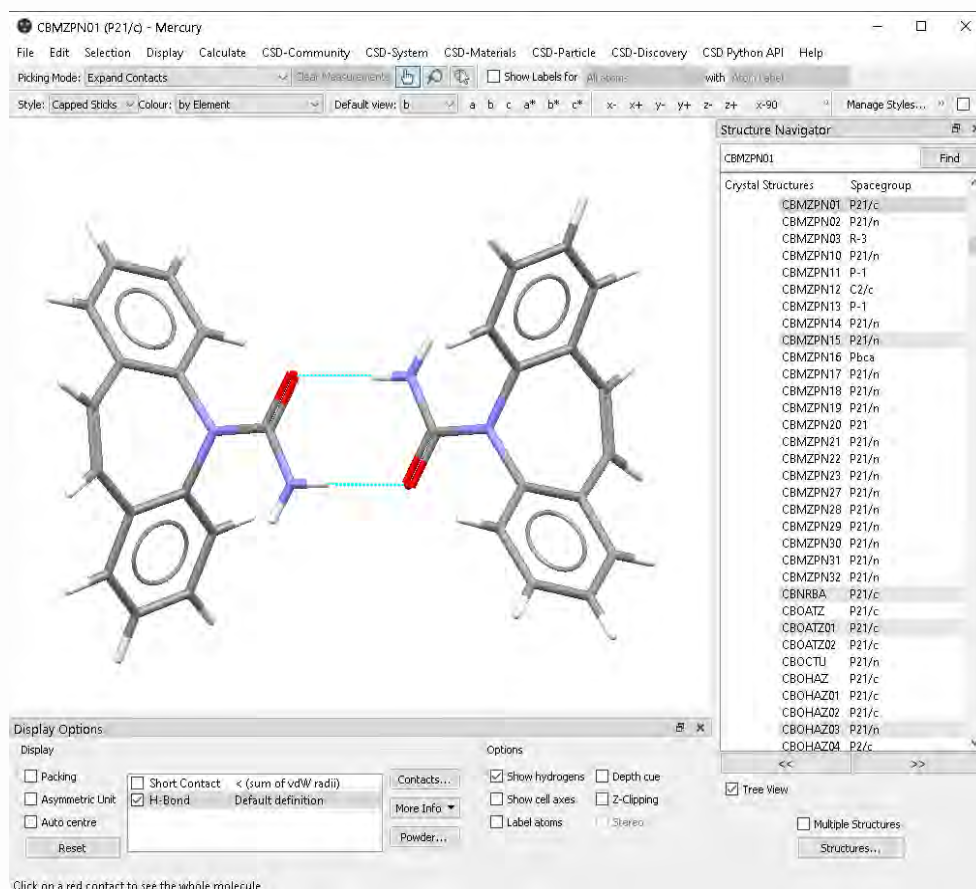 CBMZPN01 (P21/c) - Mercury
File Edit Selection Display Calculate CSD-Community CSD-System CSD-Materials CSD-Particle CSD-Discovery CSD Python API Help
Picking Mode: Expand Contacts Clear Measurements Show Labels for All atoms with Atom Label
Style: Capped Sticks Colour: by Element Default view: b a b c a* b* c* x- x+ y- y+ z- z+ x-90 » Manage Styles... »
Structure Navigator
CBMZPN01 Find
Crystal Structures Spacegroup
CBMZPN01 P21/c
CBMZPN02 P21/n
CBMZPN03 R-3
CBMZPN10 P21/n
CBMZPN11 P-1
CBMZPN12 C2/c
CBMZPN13 P-1
CBMZPN14 P21/n
CBMZPN15 P21/n
CBMZPN16 Pbca
CBMZPN17 P21/n
CBMZPN18 P21/n
CBMZPN19 P21/n
CBMZPN20 P21
CBMZPN21 P21/n
CBMZPN22 P21/n
CBMZPN23 P21/n
CBMZPN27 P21/n
CBMZPN28 P21/n
CBMZPN29 P21/n
CBMZPN30 P21/n
CBMZPN31 P21/n
CBMZPN32 P21/n
CBNRBA P21/c
CBOATZ P21/c
CBOATZ01 P21/c
CBOATZ02 P21/c
CBOCTU P21/n
CBOHAZ P21/c
CBOHAZ01 P21/c
CBOHAZ02 P21/c
CBOHAZ03 P21/n
CBOHAZ04 P2/c
<< >>
Tree View
Multiple Structures
Structures...
Display Options
Display
Packing
Asymmetric Unit
Auto centre
Reset
Short Contact < (sum of vdW radii)
H-Bond Default definition
Contacts...
More Info
Powder...
Options
Show hydrogens Depth cue
Show cell axes Z-Clipping
Label atoms Stereo
Click on a red contact to see the whole molecule